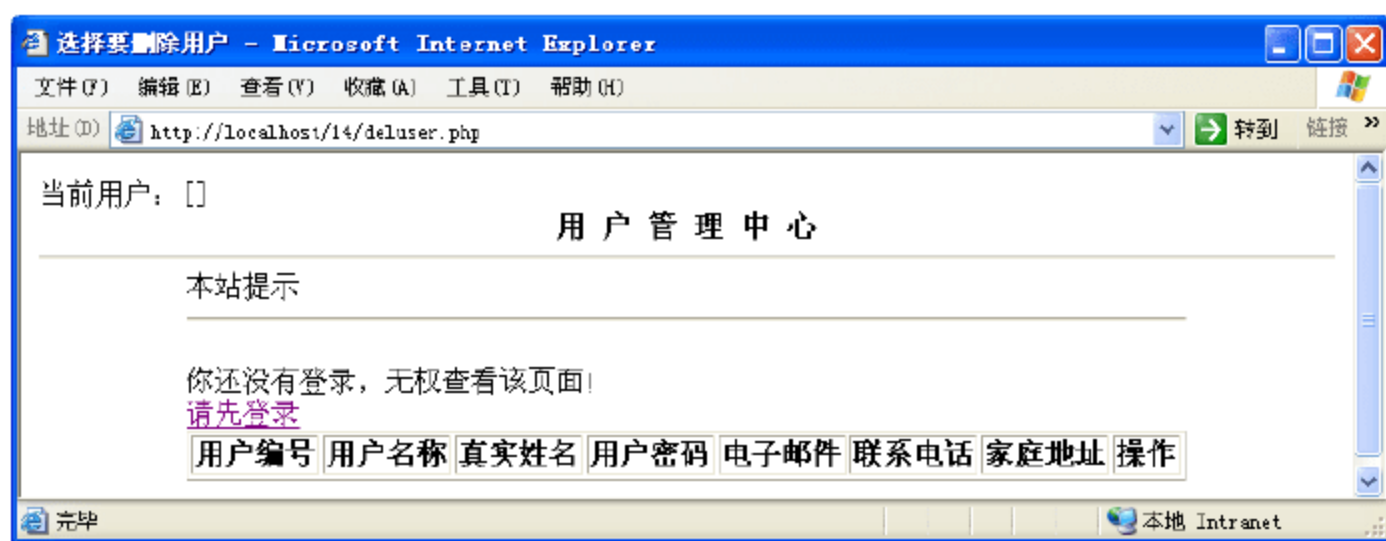 选择要删除用户 - Microsoft Internet Explorer
文件(F) 编辑(E) 查看(V) 收藏(A) 工具(T) 帮助(H)
地址(D) http://localhost/14/deluser.php 转到 链接 »
当前用户: []
用 户 管 理 中 心
本站提示
你还没有登录,无权查看该页面!
请先登录
用户编号 用户名称 真实姓名 用户密码 电子邮件 联系电话 家庭地址 操作
完毕 本地 Intranet